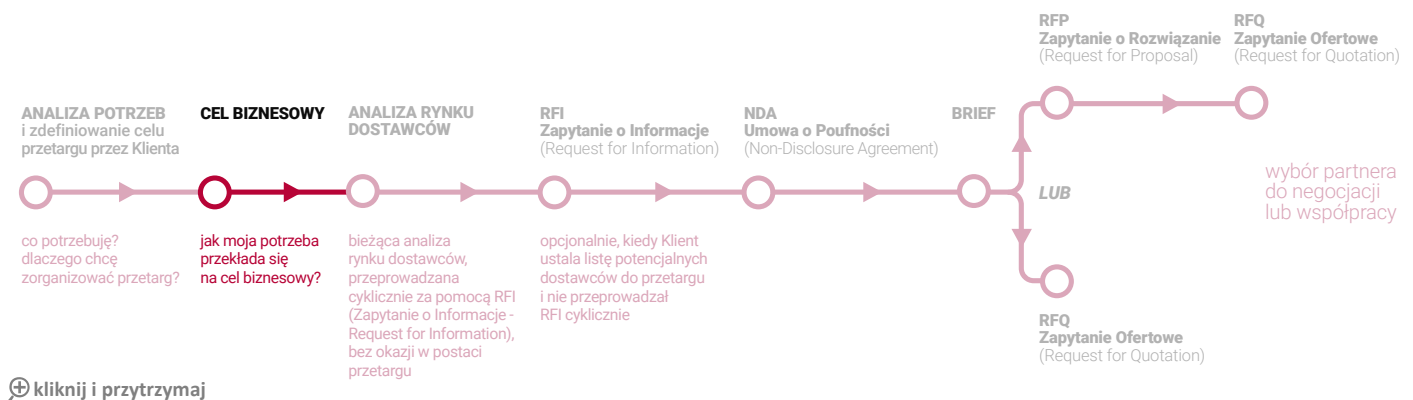 RFP
Zapytanie o Rozwiązanie
(Request for Proposal)
RFQ
Zapytanie Ofertowe
(Request for Quotation)
ANALIZA POTRZEB
i zdefiniowanie celu
przetargu przez Klienta
CEL BIZNESOWY
ANALIZA RYNKU
DOSTAWCÓW
RFI
Zapytanie o Informacje
(Request for Information)
NDA
Umowa o Poufności
(Non-Disclosure Agreement)
BRIEF
LUB
wybór partnera
do negocjacji
lub współpracy
co potrzebuję?
dlaczego chcę
zorganizować przetarg?
jak moja potrzeba
przekłada się
na cel biznesowy?
bieżąca analiza
rynku dostawców,
przeprowadzana
cyklicznie za pomocą RFI
(Zapytanie o Informacje -
Request for Information),
bez okazji w postaci
przetargu
opcjonalnie, kiedy Klient
ustala listę potencjalnych
dostawców do przetargu
i nie przeprowadzał
RFI cyklicznie
RFQ
Zapytanie Ofertowe
(Request for Quotation)
kliknij i przytrzymaj